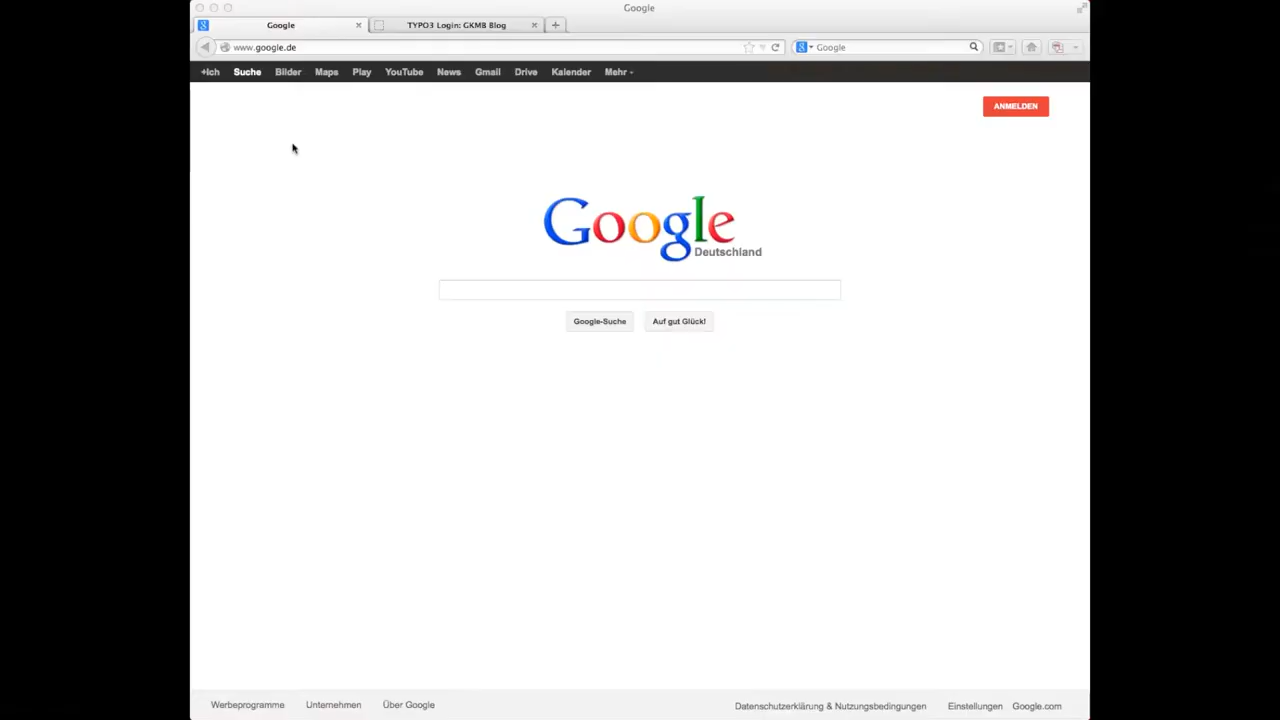 Google
Google
TYPO3 Login: GKMB Blog
www.google.de
Google
+Ich Suche Bilder Maps Play YouTube News Gmail Drive Kalender Mehr
ANMELDEN
Google
Deutschland
Google-Suche Auf gut Glück!
Werbeprogramme Unternehmen Über Google Datenschutzerklärung & Nutzungsbedingungen Einstellungen Google.com